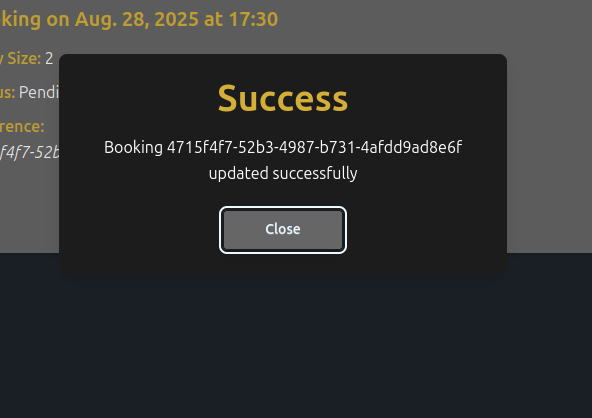 king on Aug. 28, 2025 at 17:30
Size: 2
us: Pendi
rence:
f4f7-52b
Success
Booking 4715f4f7-52b3-4987-b731-4afdd9ad8e6f
updated successfully
Close